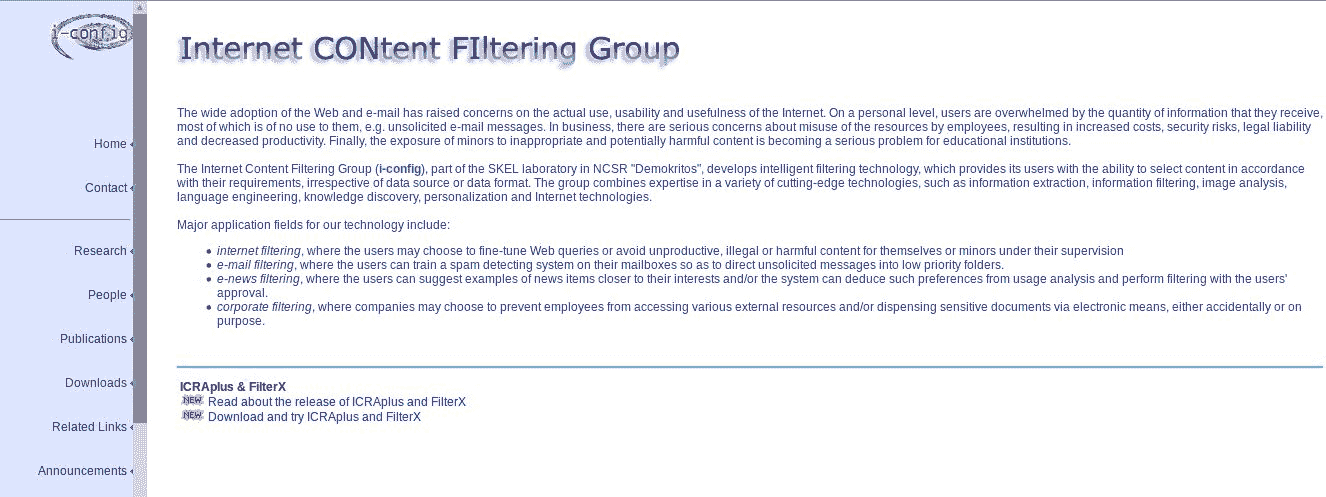 i-config
Internet CONtent FIltering Group
The wide adoption of the Web and e-mail has raised concerns on the actual use, usability and usefulness of the Internet. On a personal level, users are overwhelmed by the quantity of information that they receive,
most of which is of no use to them, e.g. unsolicited e-mail messages. In business, there are serious concerns about misuse of the resources by employees, resulting in increased costs, security risks, legal liability
and decreased productivity. Finally, the exposure of minors to inappropriate and potentially harmful content is becoming a serious problem for educational institutions.
The Internet Content Filtering Group (i-config), part of the SKEL laboratory in NCSR "Demokritos", develops intelligent filtering technology, which provides its users with the ability to select content in accordance
with their requirements, irrespective of data source or data format. The group combines expertise in a variety of cutting-edge technologies, such as information extraction, information filtering, image analysis,
language engineering, knowledge discovery, personalization and Internet technologies.
Major application fields for our technology include:
• internet filtering, where the users may choose to fine-tune Web queries or avoid unproductive, illegal or harmful content for themselves or minors under their supervision
• e-mail filtering, where the users can train a spam detecting system on their mailboxes so as to direct unsolicited messages into low priority folders.
• e-news filtering, where the users can suggest examples of news items closer to their interests and/or the system can deduce such preferences from usage analysis and perform filtering with the users'
approval.
• corporate filtering, where companies may choose to prevent employees from accessing various external resources and/or dispensing sensitive documents via electronic means, either accidentally or on
purpose.
ICRAplus & FilterX
NEW Read about the release of ICRAplus and FilterX
NEW Download and try ICRAplus and FilterX
Home
Contact
Research
People
Publications
Downloads
Related Links
Announcements